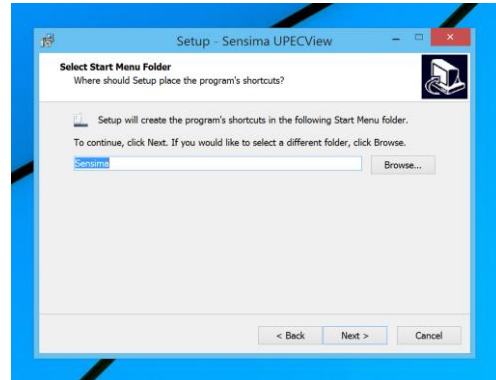 Setup - Sensima UPECView
Select Start Menu Folder
Where should Setup place the program's shortcuts?
Setup will create the program's shortcuts in the following Start Menu folder.
To continue, click Next. If you would like to select a different folder, click Browse.
Sensima
Browse...
< Back
Next >
Cancel